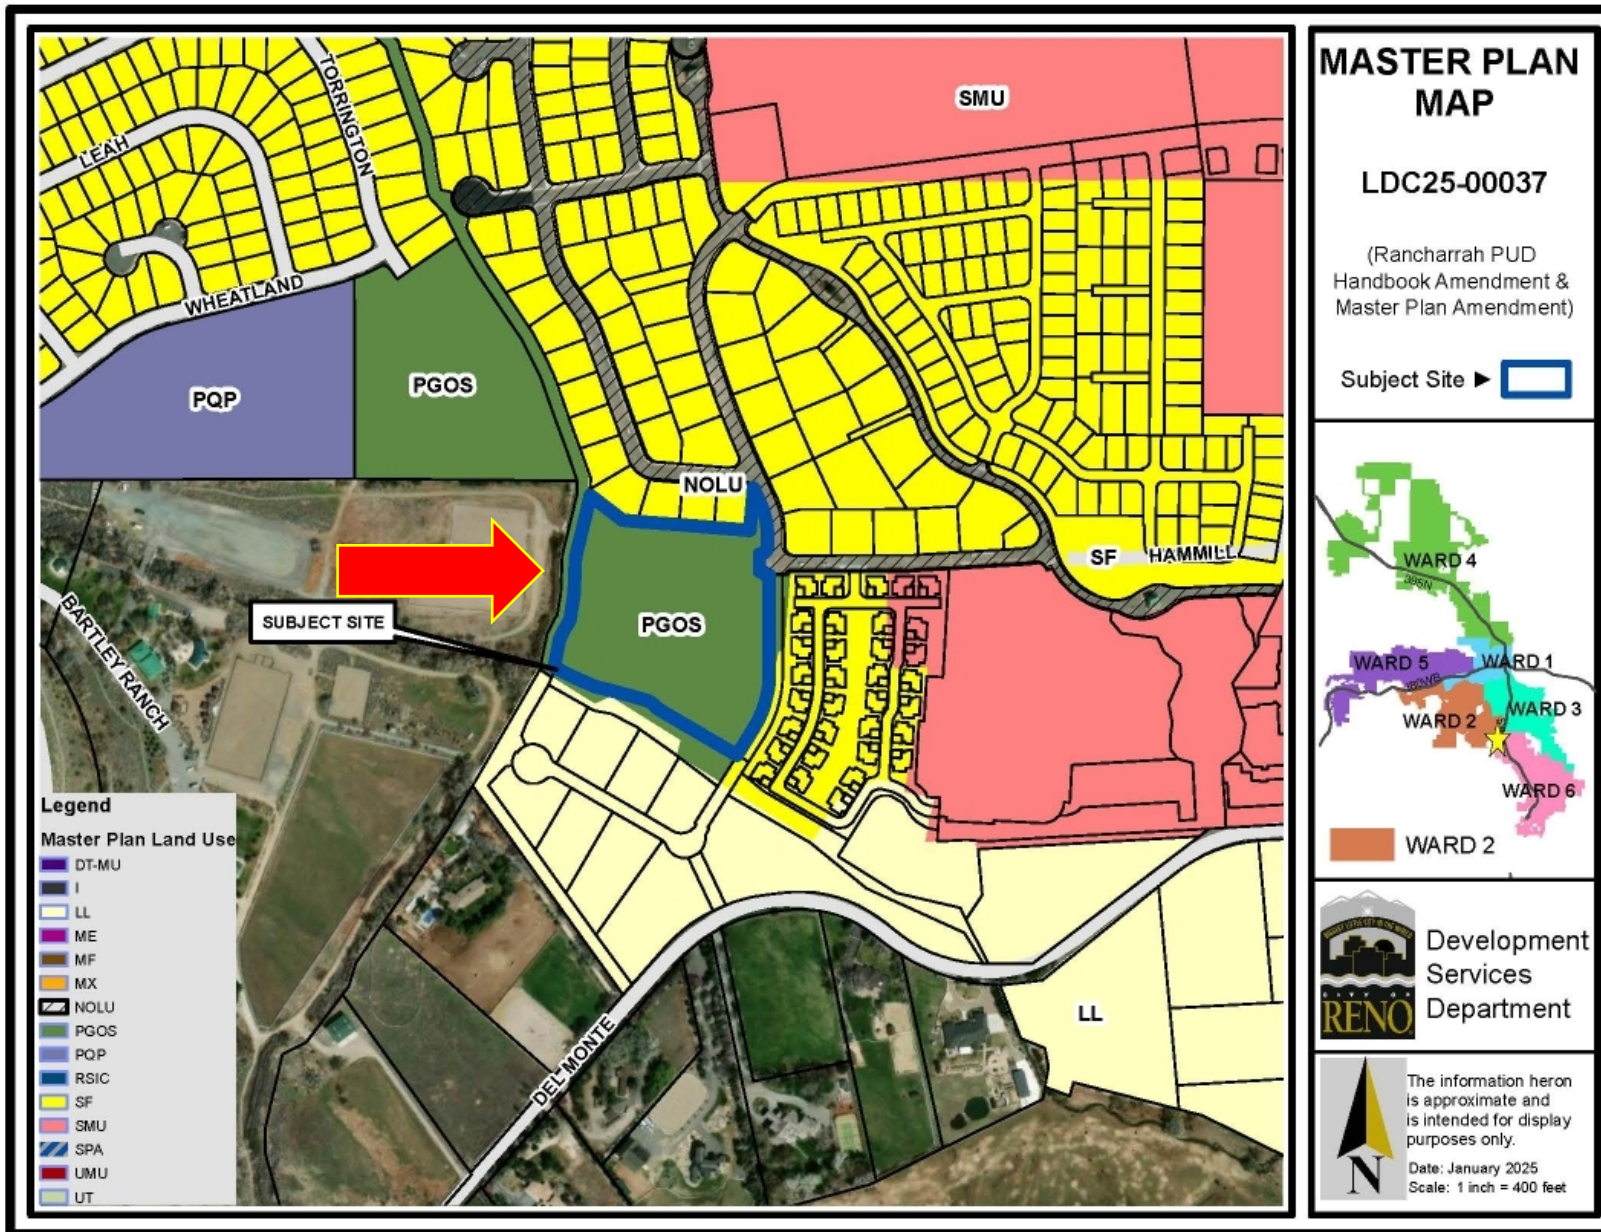 MASTER PLAN
MAP
LDC25-00037
(Rancharrah PUD
Handbook Amendment &
Master Plan Amendment)
Subject Site ►
SMU
TORRINGTON
LEAH
WHEATLAND
PQP
PGOS
NOLU
SF
HAMMILL
PGOS
SUBJECT SITE
BARTLEY RANCH
DEL MONTE
LL
Legend
Master Plan Land Use
DT-MU
I
LL
ME
MF
MX
NOLU
PGOS
PQP
RSIC
SF
SMU
SPA
UMU
UT
WARD 4
395N
WARD 5
WARD 1
80WB
WARD 2
WARD 3
WARD 6
WARD 2
CITY OF
RENO
Development
Services
Department
N
The information heron
is approximate and
is intended for display
purposes only.
Date: January 2025
Scale: 1 inch = 400 feet